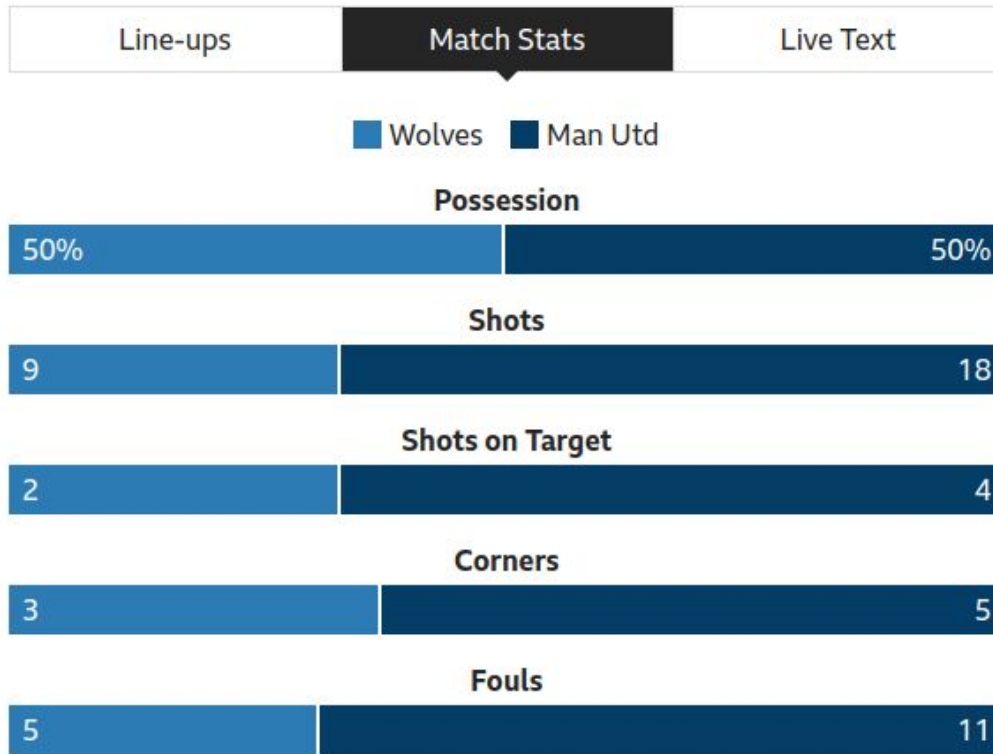 Line-ups Match Stats Live Text
Wolves Man Utd
Possession
50% 50%
Shots
9 18
Shots on Target
2 4
Corners
3 5
Fouls
5 11